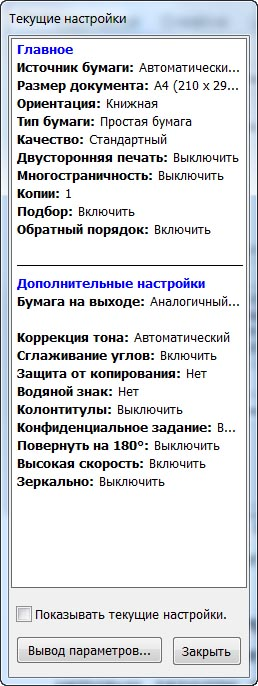 Текущие настройки
Главное
Источник бумаги: Автоматически...
Размер документа: A4 (210 x 29...
Ориентация: Книжная
Тип бумаги: Простая бумага
Качество: Стандартный
Двусторонняя печать: Выключить
Многостраничность: Выключить
Копии: 1
Подбор: Включить
Обратный порядок: Включить
Дополнительные настройки
Бумага на выходе: Аналогичный...
Коррекция тона: Автоматический
Сглаживание углов: Включить
Защита от копирования: Нет
Водяной знак: Нет
Колонтитулы: Выключить
Конфиденциальное задание: В...
Повернуть на 180°: Выключить
Высокая скорость: Включить
Зеркально: Выключить
Показывать текущие настройки.
Вывод параметров...
Закрыть